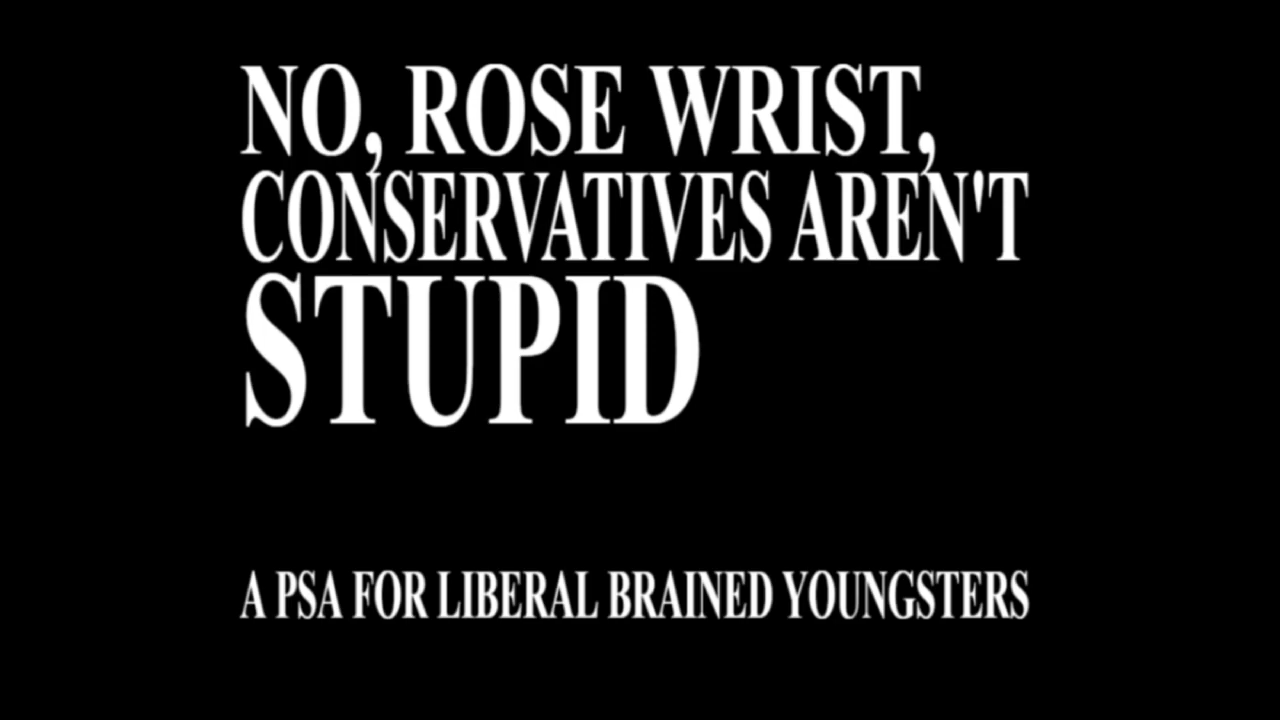 NO, ROSE WRIST,
CONSERVATIVES AREN'T
STUPID
A PSA FOR LIBERAL BRAINED YOUNGSTERS